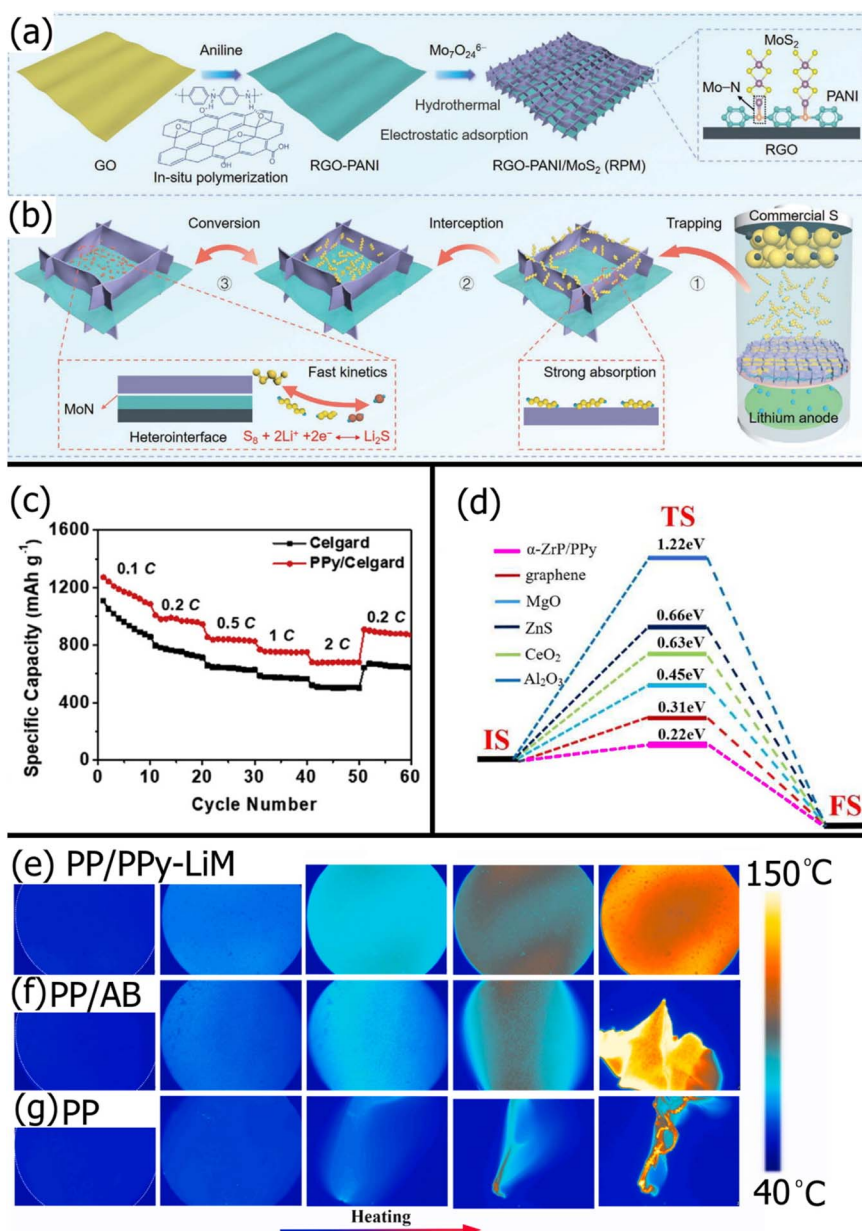 (a)
Aniline
Mo₇O₂₄⁶⁻
MoS₂
Mo–N
PANI
Hydrothermal
Electrostatic adsorption
GO
In-situ polymerization
RGO-PANI
RGO-PANI/MoS₂ (RPM)
RGO
(b)
Conversion
Interception
Trapping
Commercial S
③
②
①
Fast kinetics
Strong absorption
MoN
Heterointerface
S₈ + 2Li⁺ +2e⁻ ⟷ Li₂S
Lithium anode
(c)
Specific Capacity (mAh g⁻¹)
1600
1200
800
400
0
Celgard
PPy/Celgard
0.1 C
0.2 C
0.5 C
1 C
2 C
0.2 C
0 10 20 30 40 50 60
Cycle Number
(d)
TS
α-ZrP/PPy
graphene
MgO
ZnS
CeO₂
Al₂O₃
1.22eV
0.66eV
0.63eV
0.45eV
0.31eV
0.22eV
IS
FS
(e) PP/PPy-LiM
150°C
(f) PP/AB
(g) PP
40°C
Heating